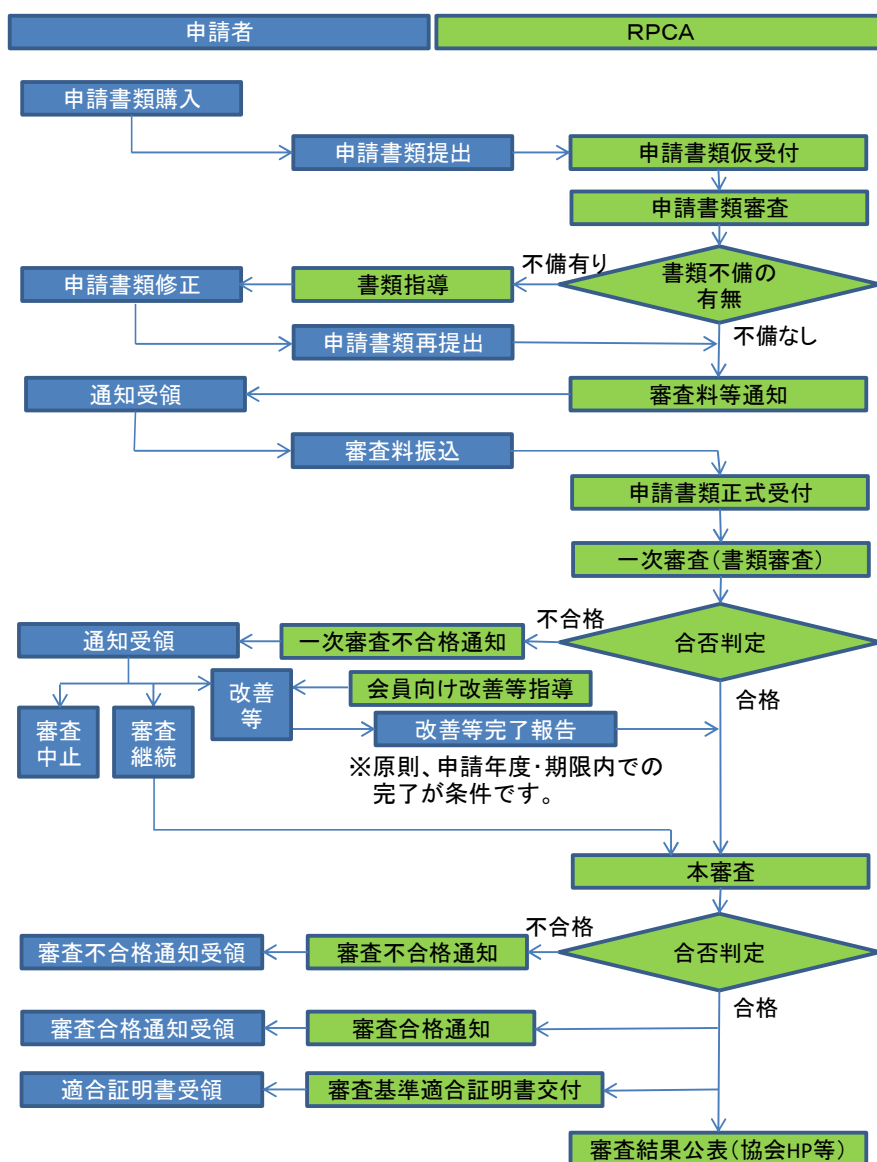 申請者
RPCA
申請書類購入
申請書類提出
申請書類仮受付
申請書類審査
不備有り
書類不備の
有無
書類指導
申請書類修正
申請書類再提出
不備なし
通知受領
審査料等通知
審査料振込
申請書類正式受付
一次審査(書類審査)
不合格
合否判定
一次審査不合格通知
通知受領
合格
改善
等
会員向け改善等指導
審査
中止
審査
継続
改善等完了報告
※原則、申請年度・期限内での
完了が条件です。
本審査
不合格
合否判定
審査不合格通知
審査不合格通知受領
合格
審査合格通知
審査合格通知受領
審査基準適合証明書交付
適合証明書受領
審査結果公表(協会HP等)